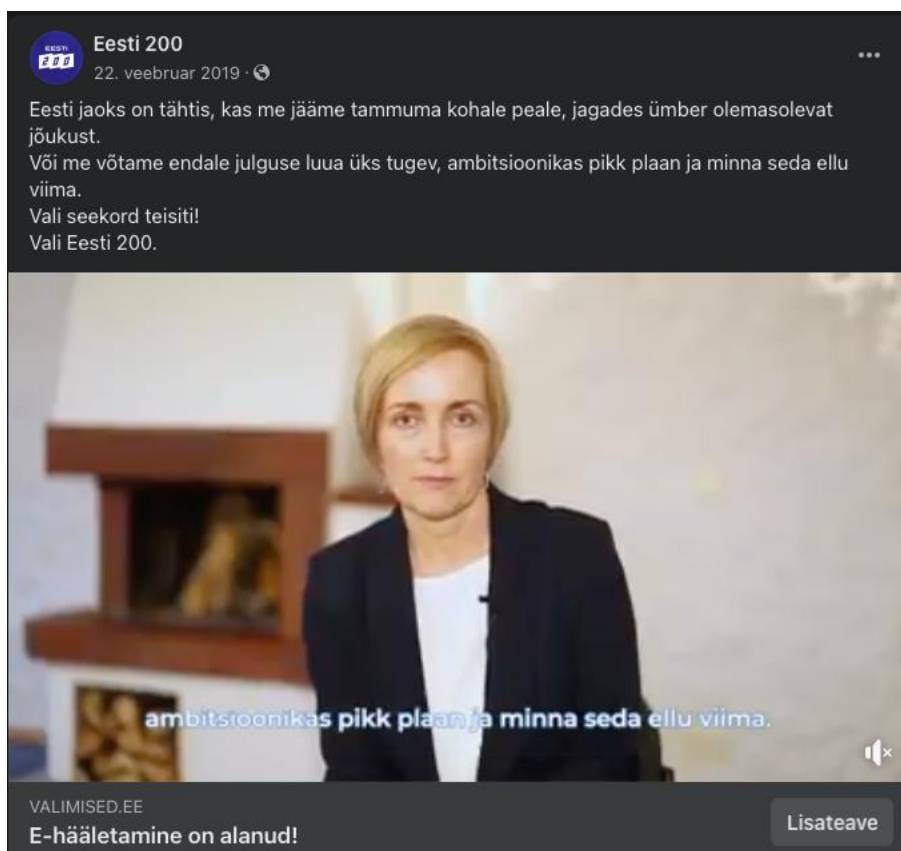 EESTI
200
Eesti 200
22. veebruar 2019 ·
Eesti jaoks on tähtis, kas me jääme tammuma kohale peale, jagades ümber olemasolevat
jõukust.
Või me võtame endale julguse luua üks tugev, ambitsioonikas pikk plaan ja minna seda ellu
viima.
Vali seekord teisiti!
Vali Eesti 200.
ambitsioonikas pikk plaan ja minna seda ellu viima.
VALIMISED.EE
E-hääletamine on alanud!
Lisateave